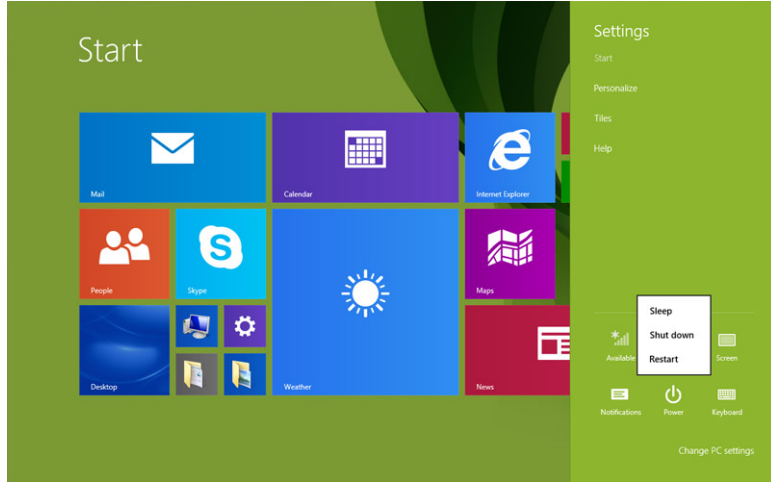 Start
Settings
Start
Personalize
Tiles
Help
Mail
Calendar
Internet Explorer
People
Skype
Maps
Desktop
Weather
News
Sleep
Shut down
Restart
Available
Screen
Notifications
Power
Keyboard
Change PC settings